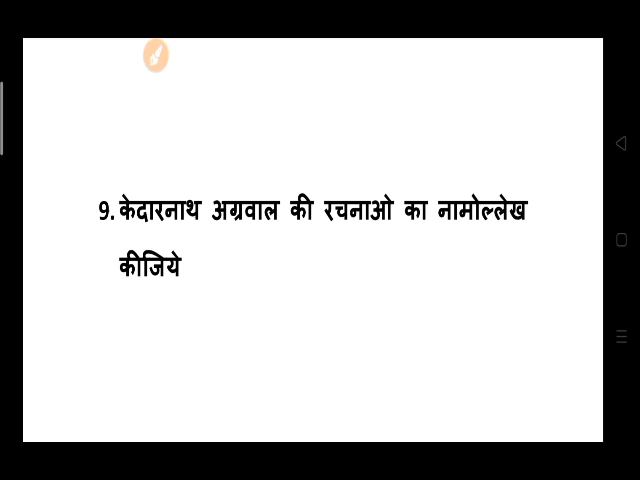 9. केदारनाथ अग्रवाल की रचनाओ का नामोल्लेख
कीजिये